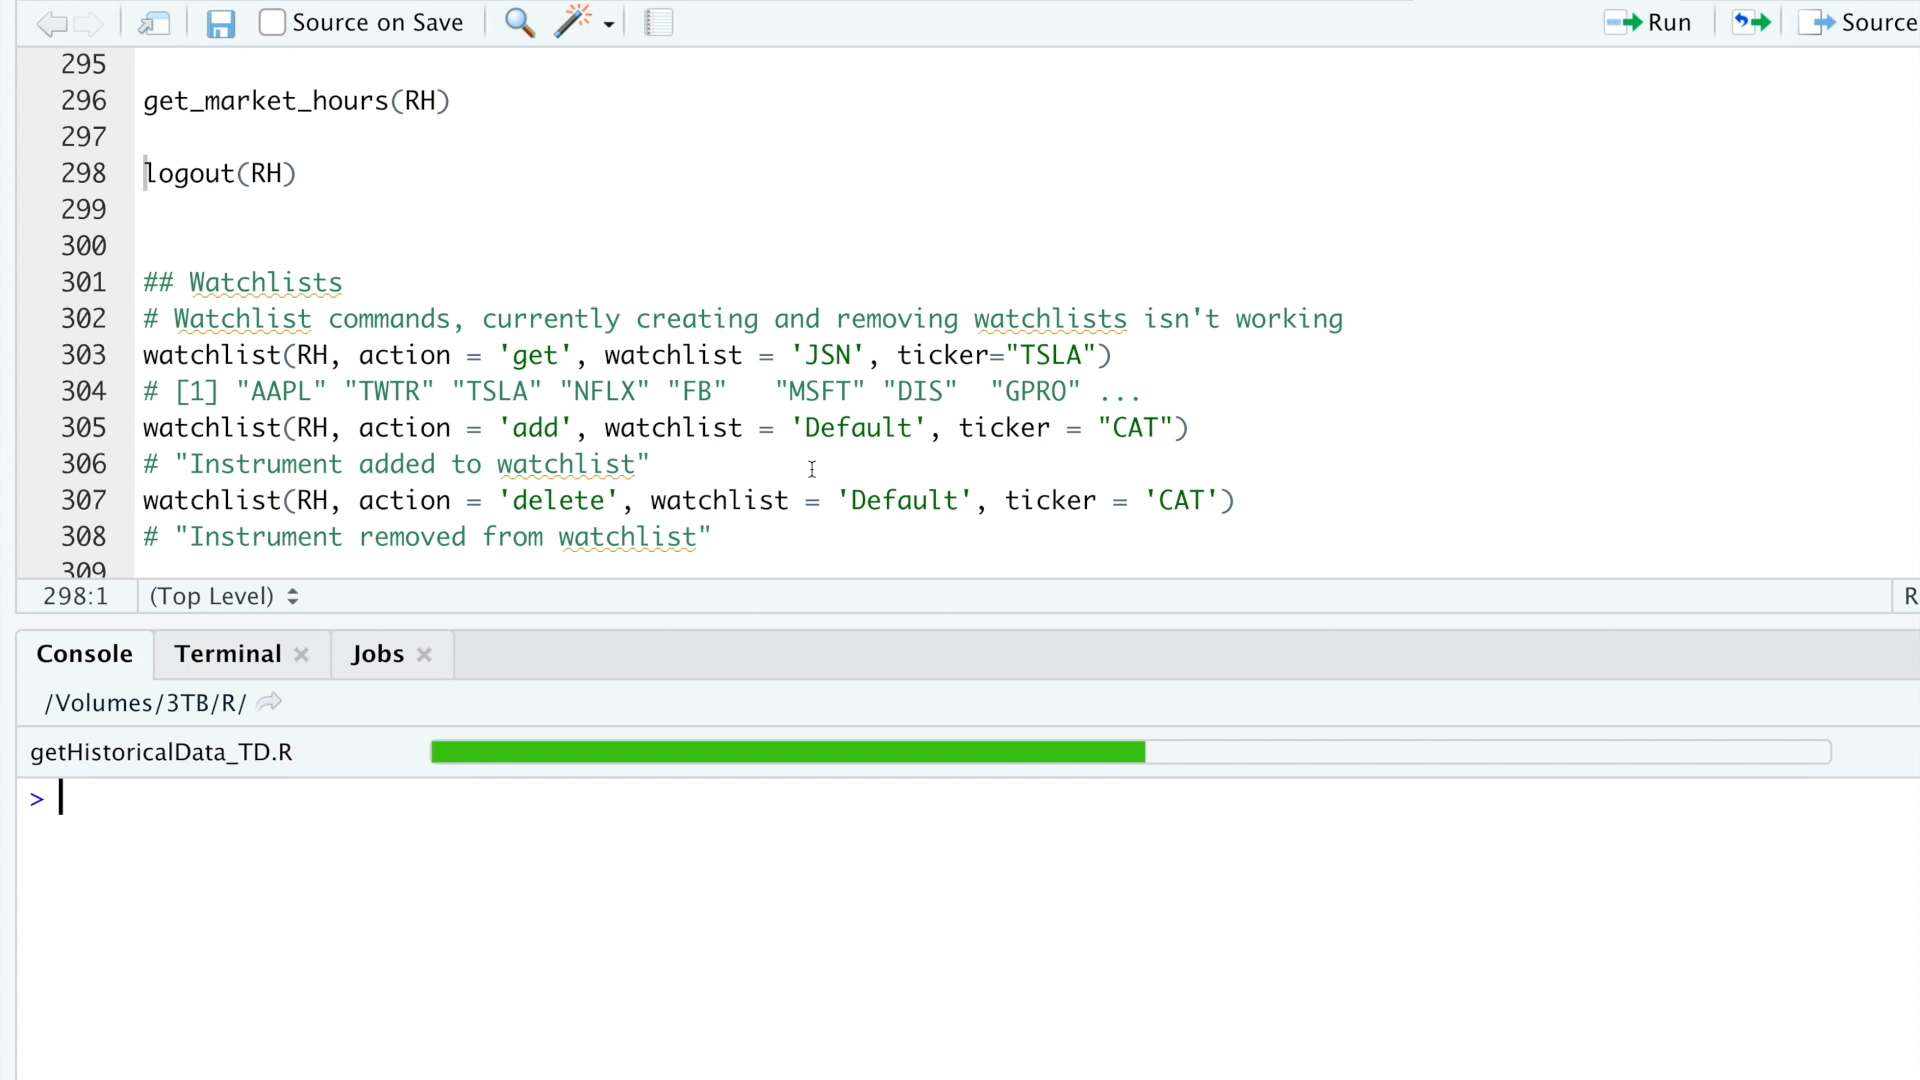 Source on Save Run Source
295
296 get_market_hours(RH)
297
298 logout(RH)
299
300
301 ## Watchlists
302 # Watchlist commands, currently creating and removing watchlists isn't working
303 watchlist(RH, action = 'get', watchlist = 'JSN', ticker="TSLA")
304 # [1] "AAPL" "TWTR" "TSLA" "NFLX" "FB"   "MSFT" "DIS"  "GPRO" ...
305 watchlist(RH, action = 'add', watchlist = 'Default', ticker = "CAT")
306 # "Instrument added to watchlist"
307 watchlist(RH, action = 'delete', watchlist = 'Default', ticker = 'CAT')
308 # "Instrument removed from watchlist"
309
298:1 (Top Level) R
Console Terminal Jobs
/Volumes/3TB/R/
getHistoricalData_TD.R
>